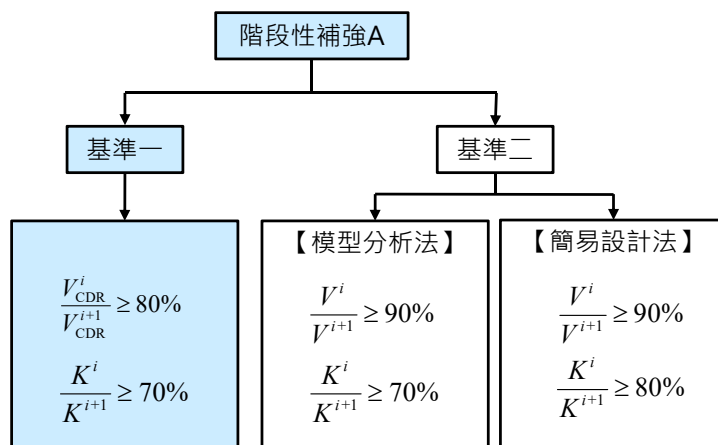 階段性補強A
基準一
基準二
V^i_CDR / V^{i+1}_CDR ≥ 80%
K^i / K^{i+1} ≥ 70%
【模型分析法】
V^i / V^{i+1} ≥ 90%
K^i / K^{i+1} ≥ 70%
【簡易設計法】
V^i / V^{i+1} ≥ 90%
K^i / K^{i+1} ≥ 80%